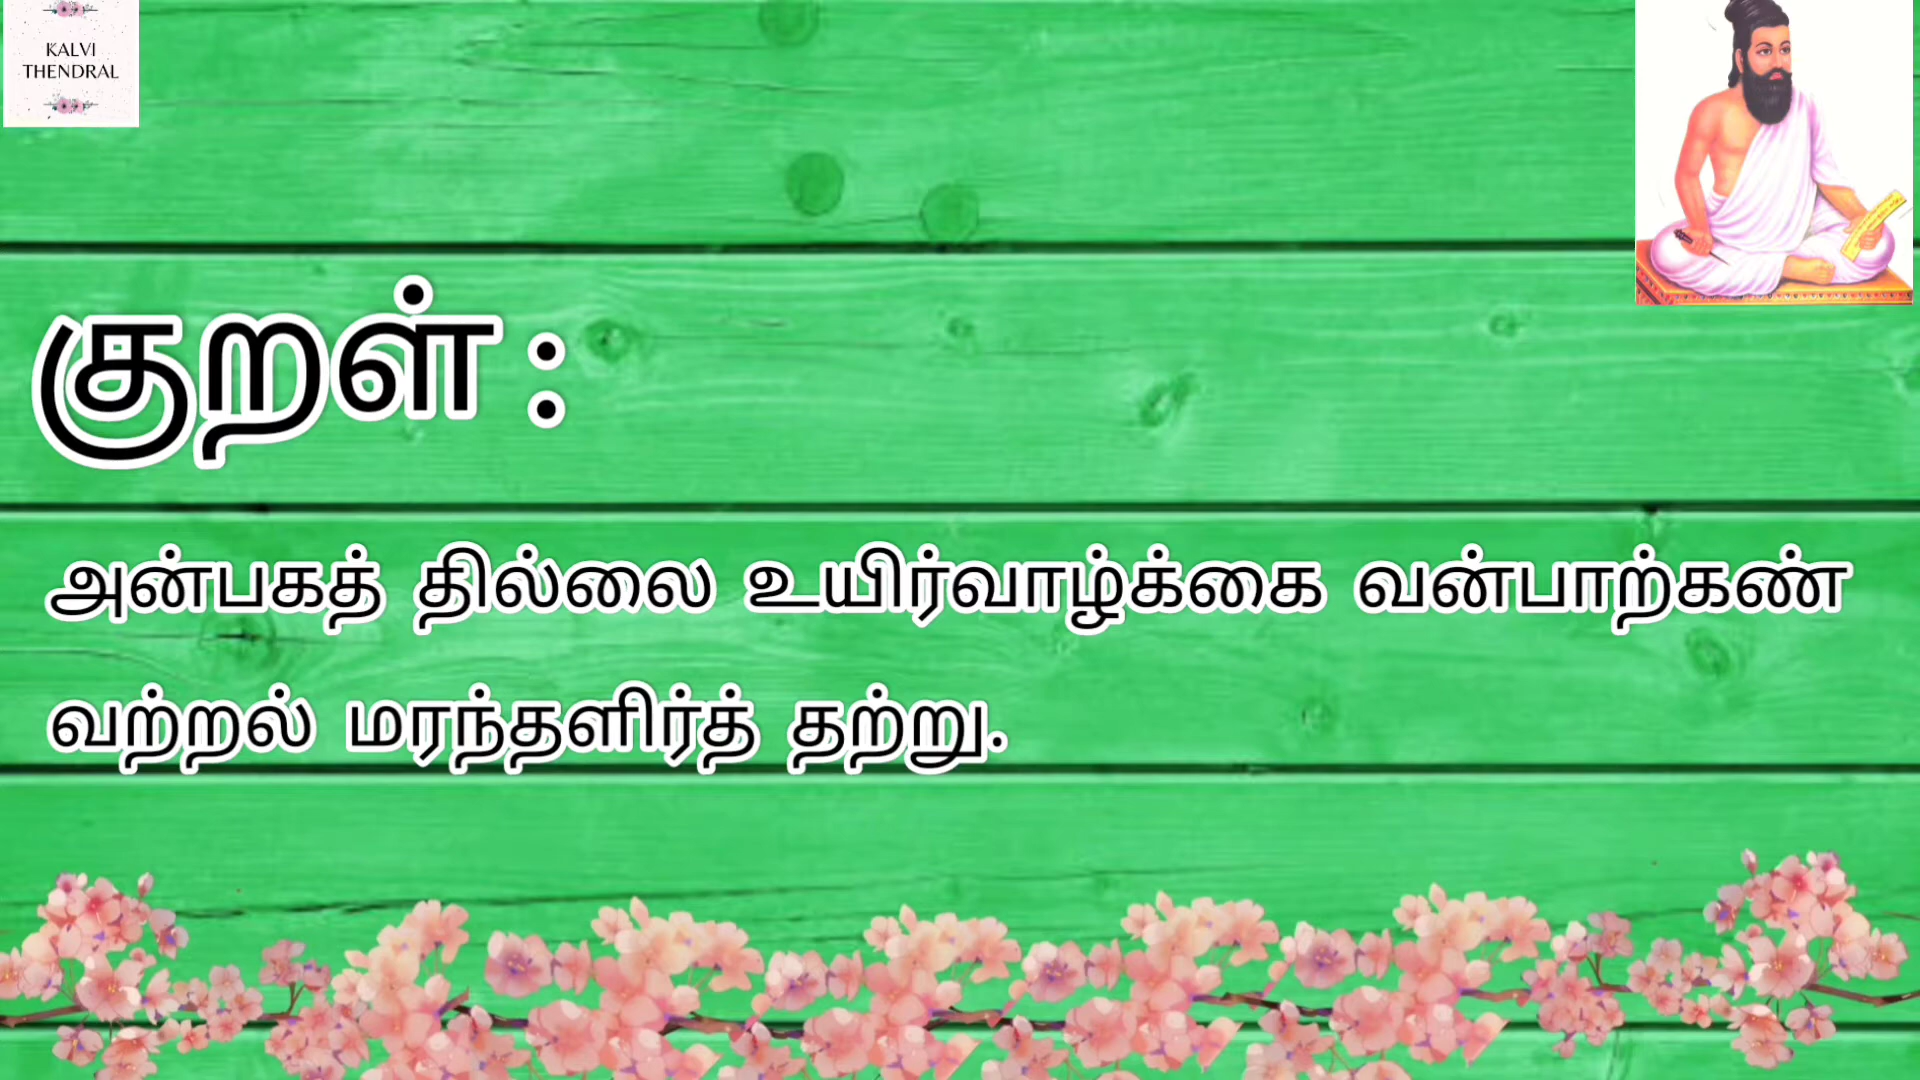 KALVI
THENDRAL
குறள் :
அன்பகத் தில்லை உயிர்வாழ்க்கை வன்பாற்கண்
வற்றல் மரந்தளிர்த் தற்று.